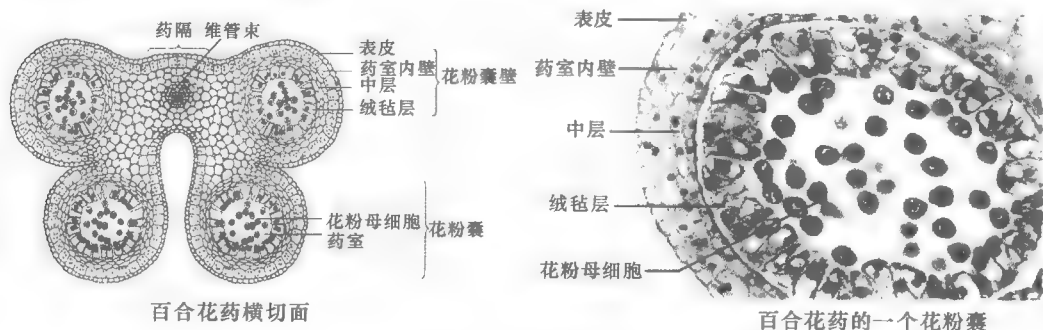 药隔 维管束
表皮
药室内壁
中层
绒毡层
花粉囊壁
花粉母细胞
药室
花粉囊
百合花药横切面
表皮
药室内壁
中层
绒毡层
花粉母细胞
百合花药的一个花粉囊